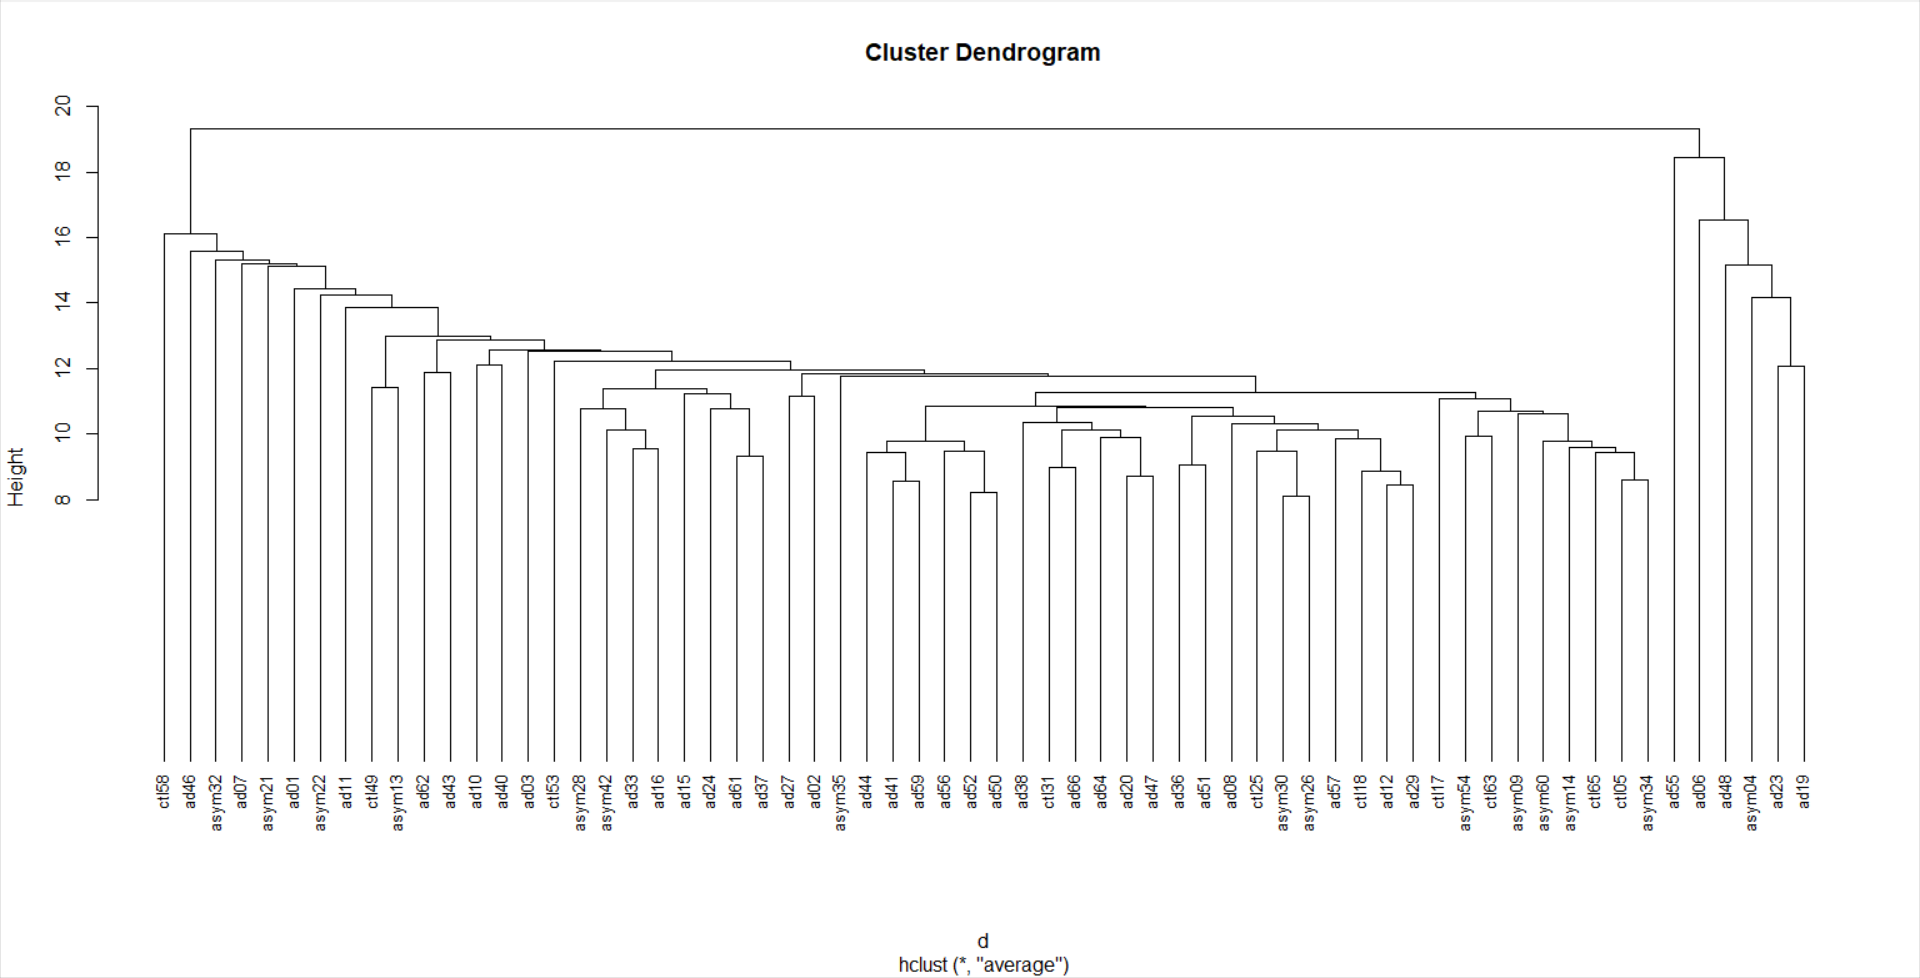 Cluster Dendrogram
Height
20
18
16
14
12
10
8
ctl58 ad46 asym32 ad07 asym21 ad01 asym22 ad11 ctl49 asym13 ad62 ad43 ad10 ad40 ad03 ctl53 asym28 asym42 ad33 ad16 ad15 ad24 ad61 ad37 ad27 ad02 asym35 ad44 ad41 ad59 ad56 ad52 ad50 ad38 ctl31 ad66 ad64 ad20 ad47 ad36 ad51 ad08 ctl25 asym30 asym26 ad57 ctl18 ad12 ad29 ctl17 asym54 ctl63 asym09 asym60 asym14 ctl65 ctl05 asym34 ad55 ad06 ad48 asym04 ad23 ad19
d
hclust (*, "average")